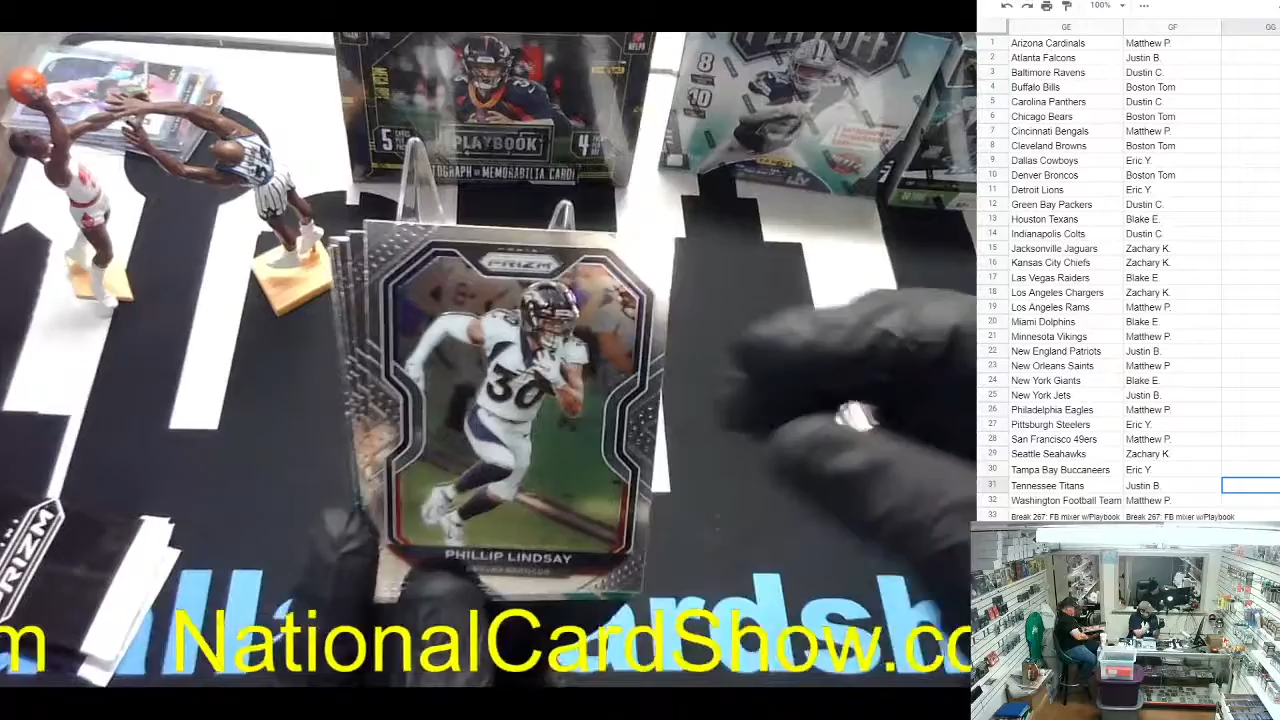 PLAYOFF
8
10
5
PLAYBOOK
4
PRIZM
30
PHILLIP LINDSAY
PRIZM
m NationalCardShow.co
100%
GE GF GG
1 Arizona Cardinals Matthew P.
2 Atlanta Falcons Justin B.
3 Baltimore Ravens Dustin C.
4 Buffalo Bills Boston Tom
5 Carolina Panthers Dustin C
6 Chicago Bears Boston Tom
7 Cincinnati Bengals Matthew P.
8 Cleveland Browns Boston Tom
9 Dallas Cowboys Eric Y.
10 Denver Broncos Boston Tom
11 Detroit Lions Eric Y.
12 Green Bay Packers Dustin C.
13 Houston Texans Blake E.
14 Indianapolis Colts Dustin C
15 Jacksonville Jaguars Zachary K.
16 Kansas City Chiefs Zachary K.
17 Las Vegas Raiders Blake E.
18 Los Angeles Chargers Zachary K.
19 Los Angeles Rams Matthew P.
20 Miami Dolphins Blake E.
21 Minnesota Vikings Matthew P.
22 New England Patriots Justin B.
23 New Orleans Saints Matthew P
24 New York Giants Blake E.
25 New York Jets Justin B.
26 Philadelphia Eagles Matthew P
27 Pittsburgh Steelers Eric Y.
28 San Francisco 49ers Matthew P.
29 Seattle Seahawks Zachary K.
30 Tampa Bay Buccaneers Eric Y.
31 Tennessee Titans Justin B.
32 Washington Football Team Matthew P.
33 Break 267: FB mixer w/Playbook Break 267: FB mixer w/Playbook